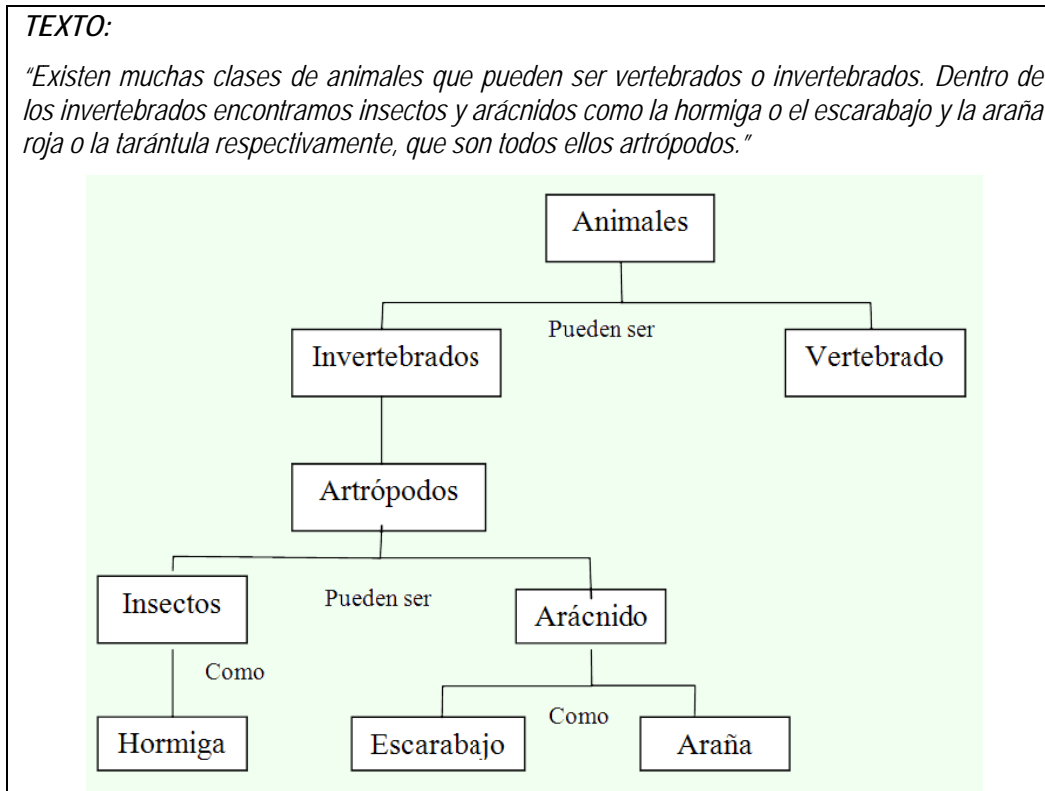 TEXTO:
“Existen muchas clases de animales que pueden ser vertebrados o invertebrados. Dentro de
los invertebrados encontramos insectos y arácnidos como la hormiga o el escarabajo y la araña
roja o la tarántula respectivamente, que son todos ellos artrópodos.”
Animales
Pueden ser
Invertebrados
Vertebrado
Artrópodos
Pueden ser
Insectos
Arácnido
Como
Como
Hormiga
Escarabajo
Araña